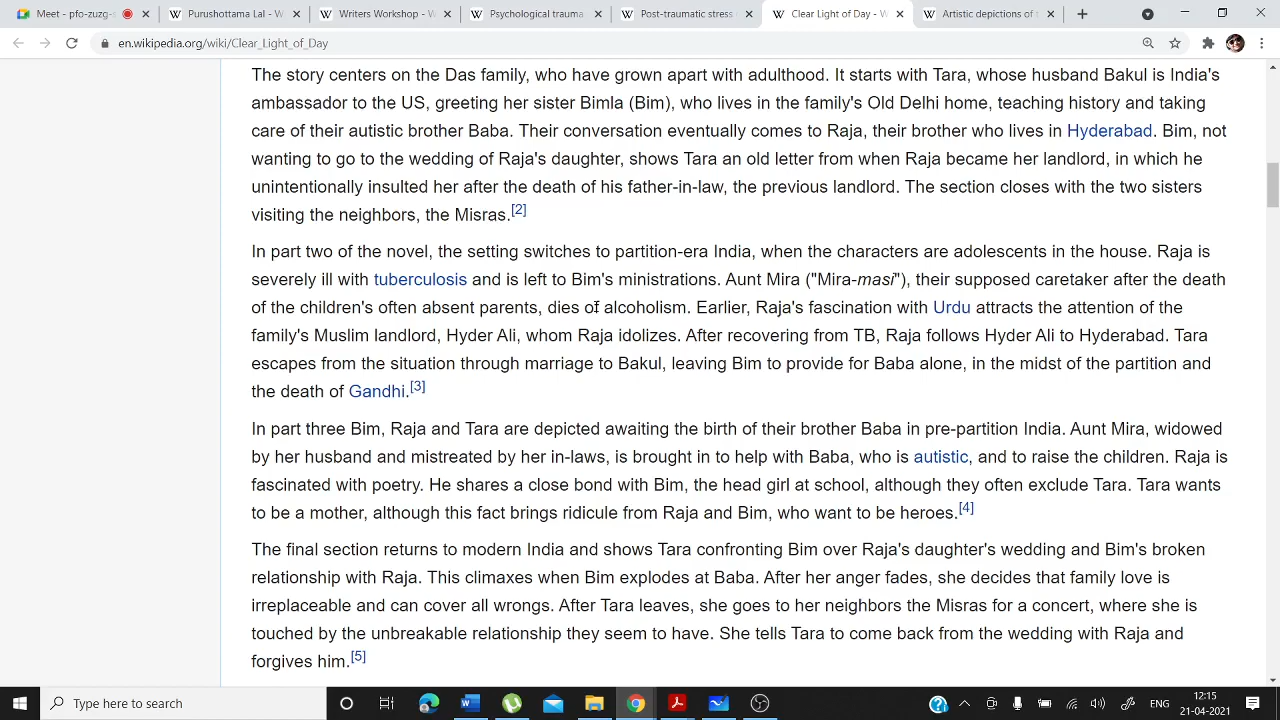 Meet - pfo-zuzg-s
Purushottama Lal - W
Writers Workshop - W
Psychological trauma
Post-traumatic stress
Clear Light of Day - W
Artistic depictions of
en.wikipedia.org/wiki/Clear_Light_of_Day
The story centers on the Das family, who have grown apart with adulthood. It starts with Tara, whose husband Bakul is India's
ambassador to the US, greeting her sister Bimla (Bim), who lives in the family's Old Delhi home, teaching history and taking
care of their autistic brother Baba. Their conversation eventually comes to Raja, their brother who lives in Hyderabad. Bim, not
wanting to go to the wedding of Raja's daughter, shows Tara an old letter from when Raja became her landlord, in which he
unintentionally insulted her after the death of his father-in-law, the previous landlord. The section closes with the two sisters
visiting the neighbors, the Misras.[2]
In part two of the novel, the setting switches to partition-era India, when the characters are adolescents in the house. Raja is
severely ill with tuberculosis and is left to Bim's ministrations. Aunt Mira ("Mira-masi"), their supposed caretaker after the death
of the children's often absent parents, dies of alcoholism. Earlier, Raja's fascination with Urdu attracts the attention of the
family's Muslim landlord, Hyder Ali, whom Raja idolizes. After recovering from TB, Raja follows Hyder Ali to Hyderabad. Tara
escapes from the situation through marriage to Bakul, leaving Bim to provide for Baba alone, in the midst of the partition and
the death of Gandhi.[3]
In part three Bim, Raja and Tara are depicted awaiting the birth of their brother Baba in pre-partition India. Aunt Mira, widowed
by her husband and mistreated by her in-laws, is brought in to help with Baba, who is autistic, and to raise the children. Raja is
fascinated with poetry. He shares a close bond with Bim, the head girl at school, although they often exclude Tara. Tara wants
to be a mother, although this fact brings ridicule from Raja and Bim, who want to be heroes.[4]
The final section returns to modern India and shows Tara confronting Bim over Raja's daughter's wedding and Bim's broken
relationship with Raja. This climaxes when Bim explodes at Baba. After her anger fades, she decides that family love is
irreplaceable and can cover all wrongs. After Tara leaves, she goes to her neighbors the Misras for a concert, where she is
touched by the unbreakable relationship they seem to have. She tells Tara to come back from the wedding with Raja and
forgives him.[5]
Type here to search
ENG
12:15
21-04-2021